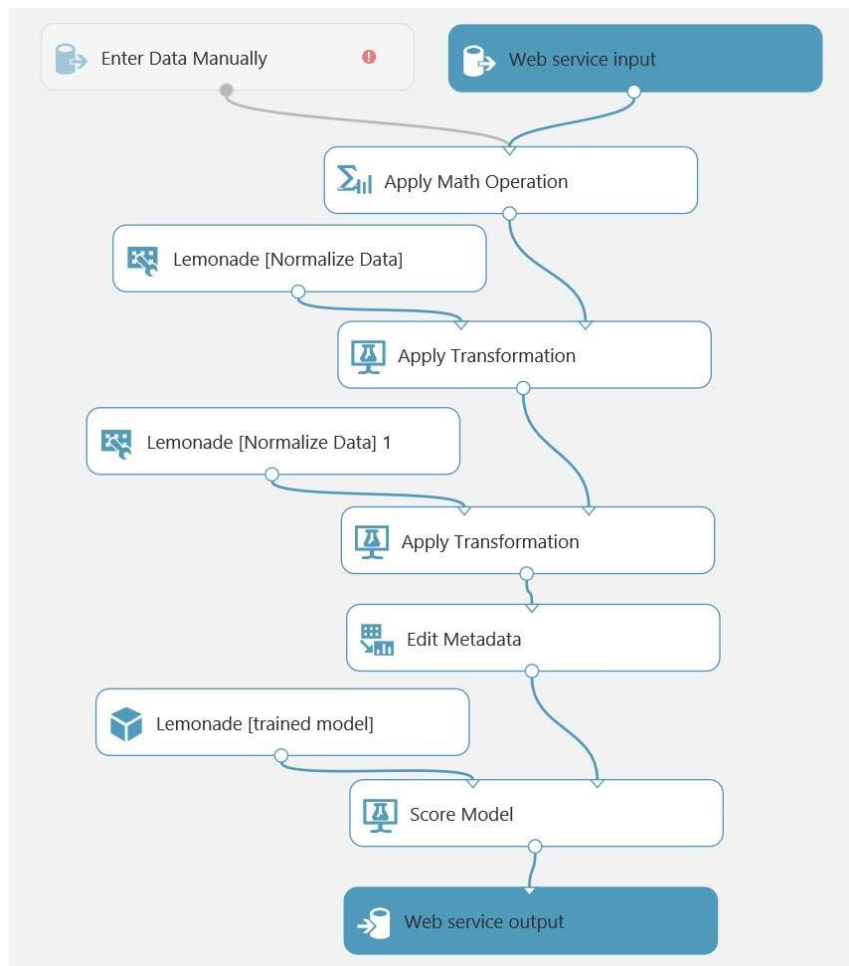 Enter Data Manually
Web service input
Apply Math Operation
Lemonade [Normalize Data]
Apply Transformation
Lemonade [Normalize Data] 1
Apply Transformation
Edit Metadata
Lemonade [trained model]
Score Model
Web service output